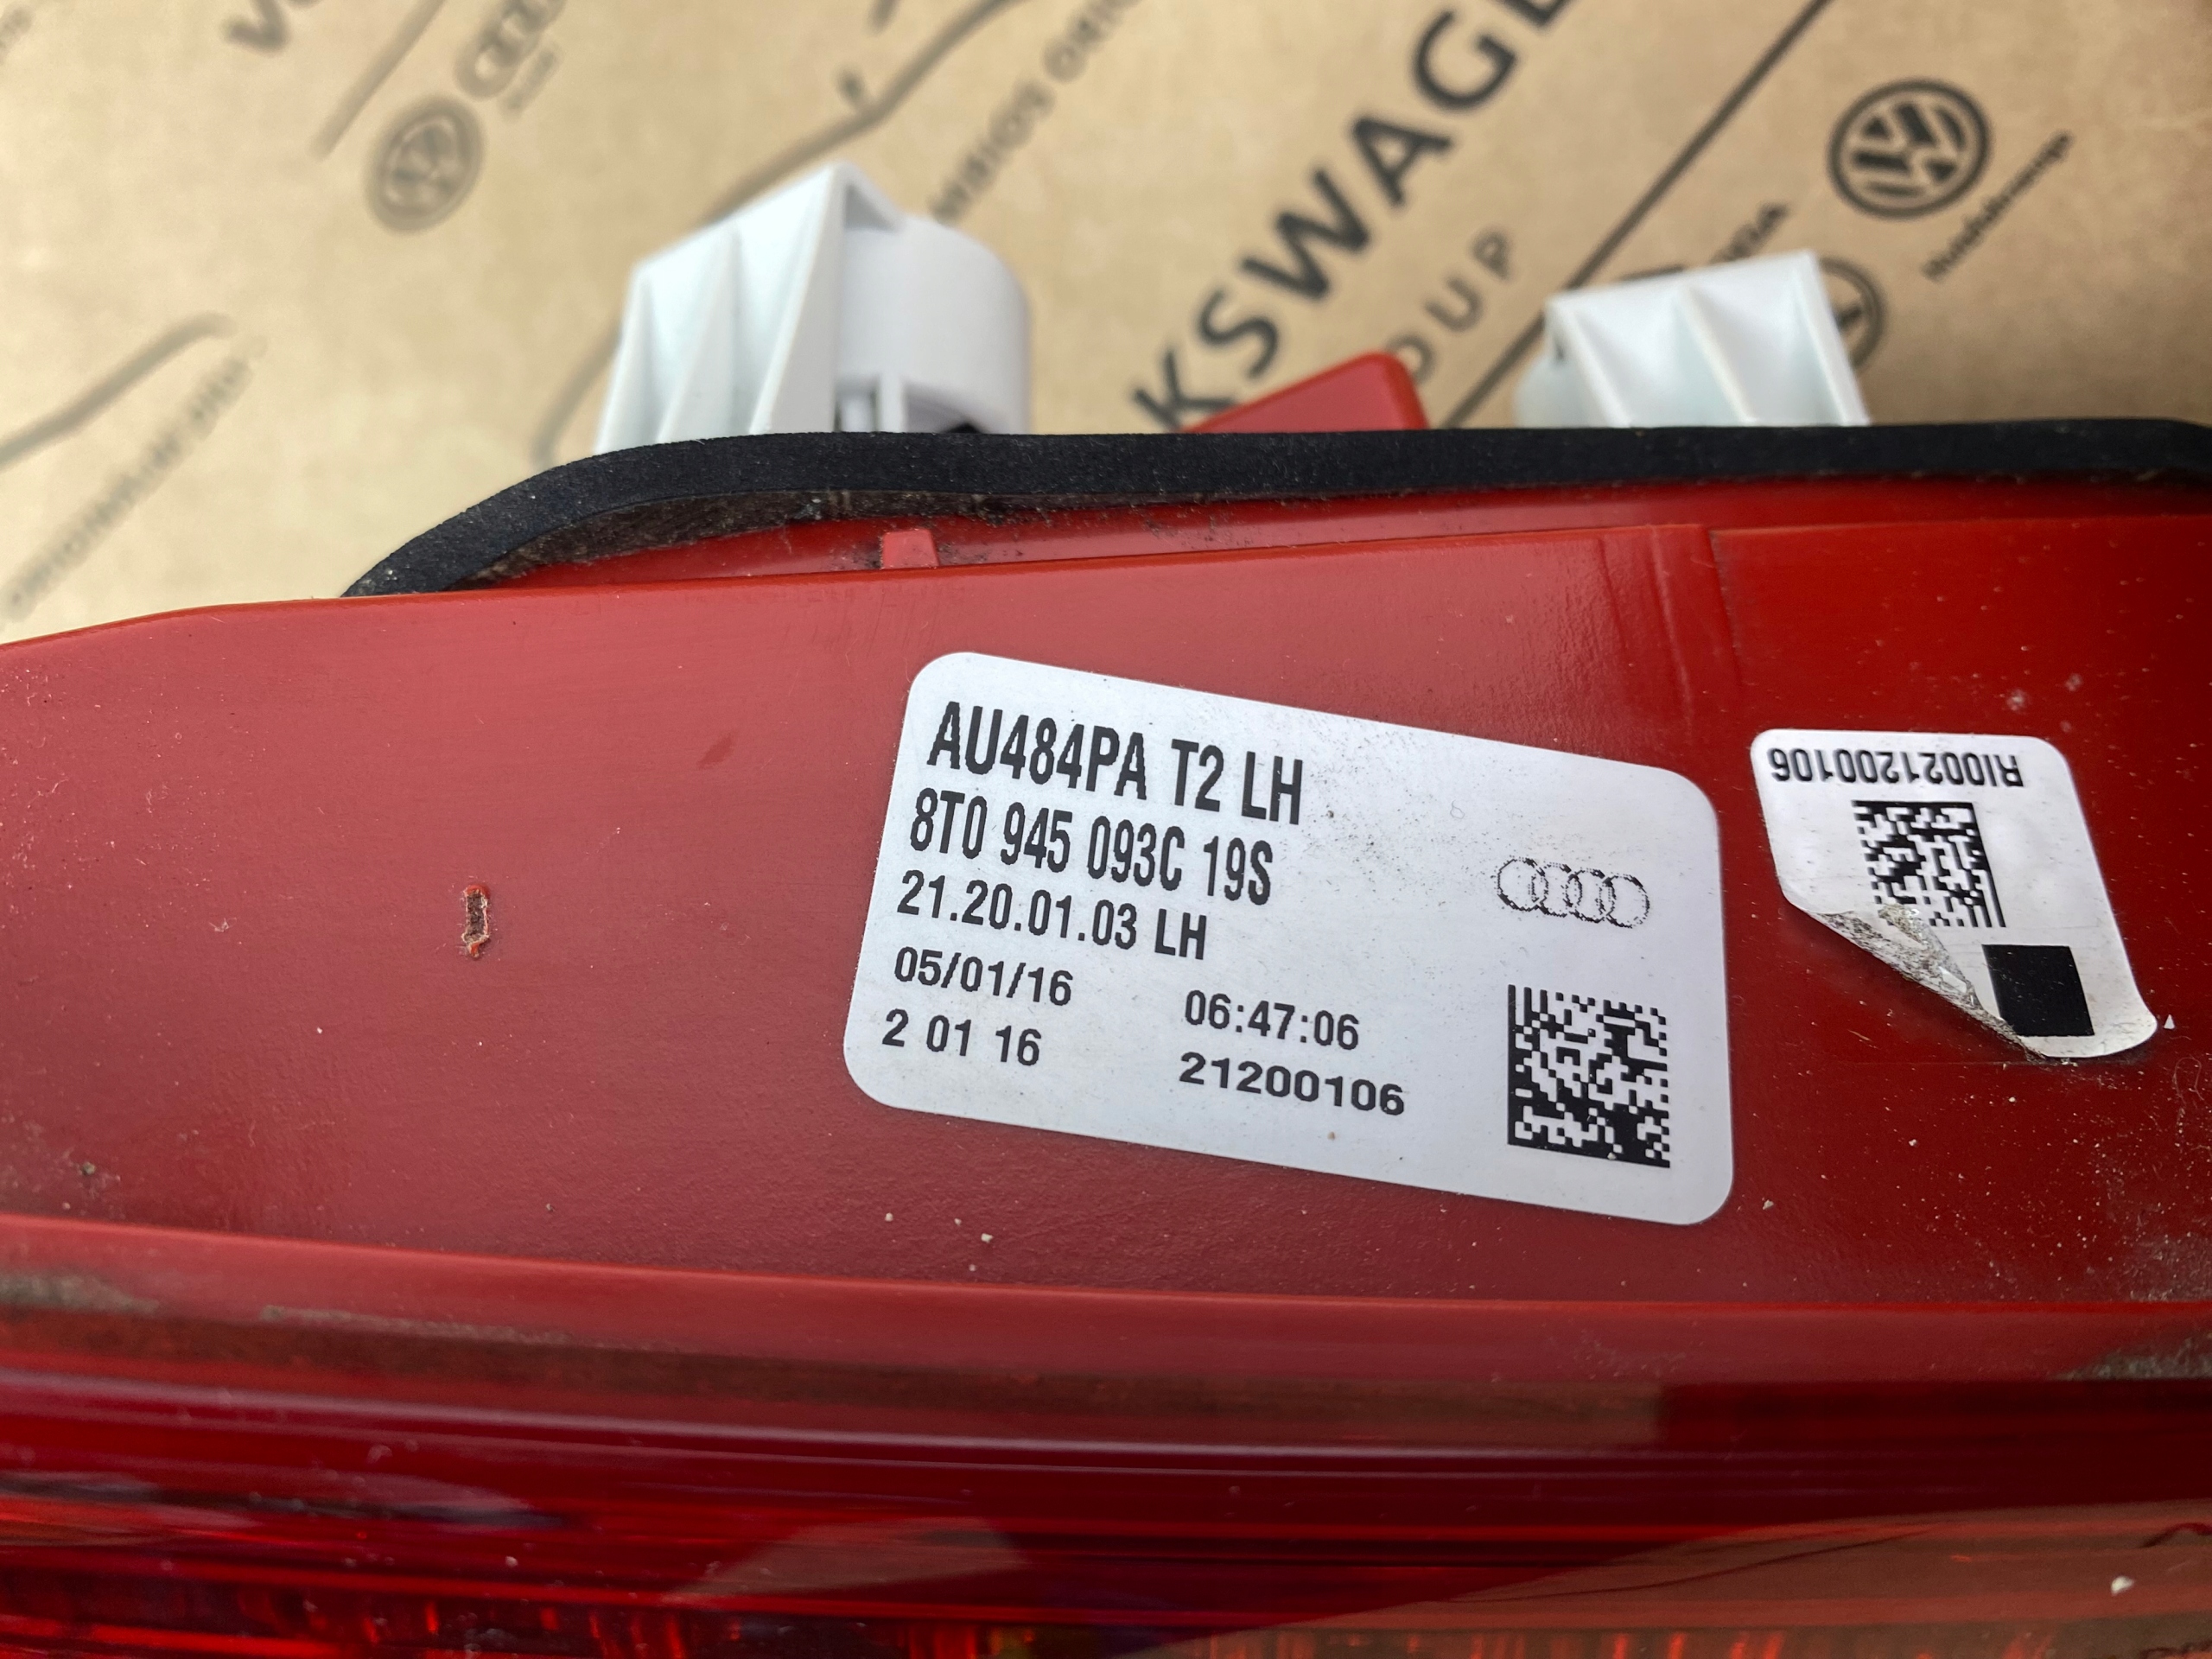 KSWAGE
OUP
AU484PA T2 LH
8T0 945 093C 19S
21.20.01.03 LH
05/01/16 06:47:06
2 01 16 21200106
RI0021200106